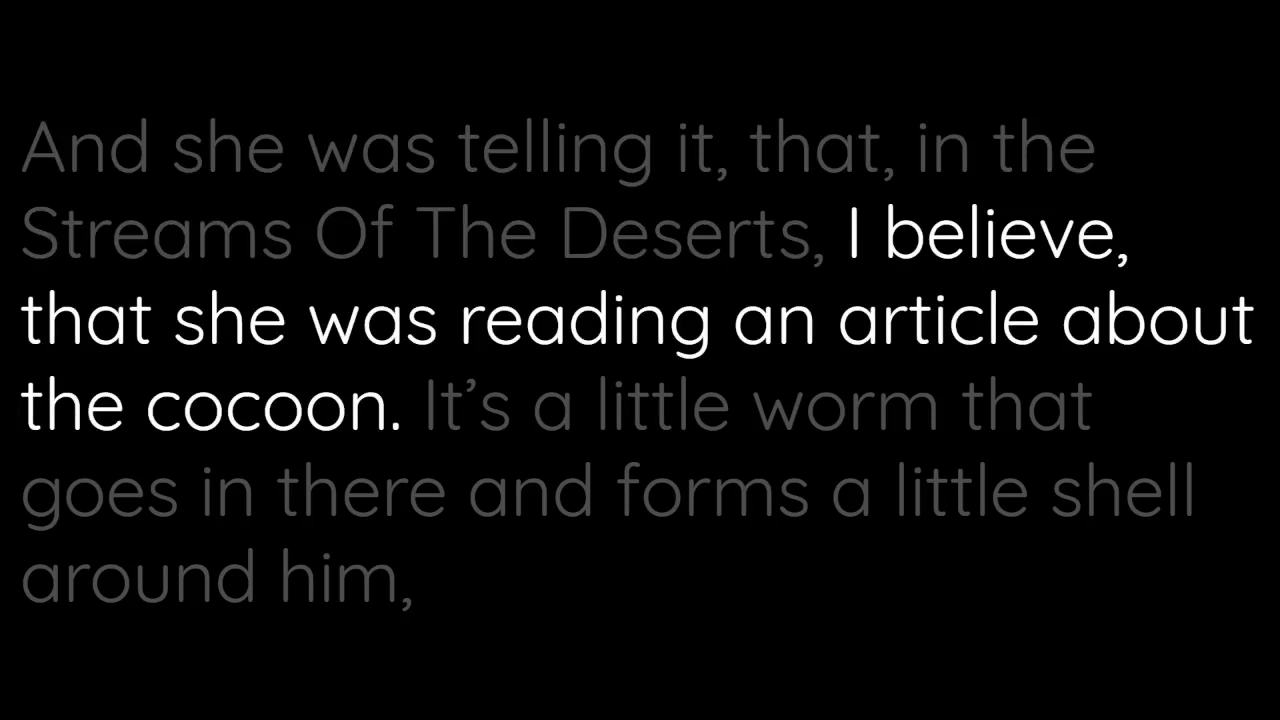 And she was telling it, that, in the
Streams Of The Deserts, I believe,
that she was reading an article about
the cocoon. It’s a little worm that
goes in there and forms a little shell
around him,